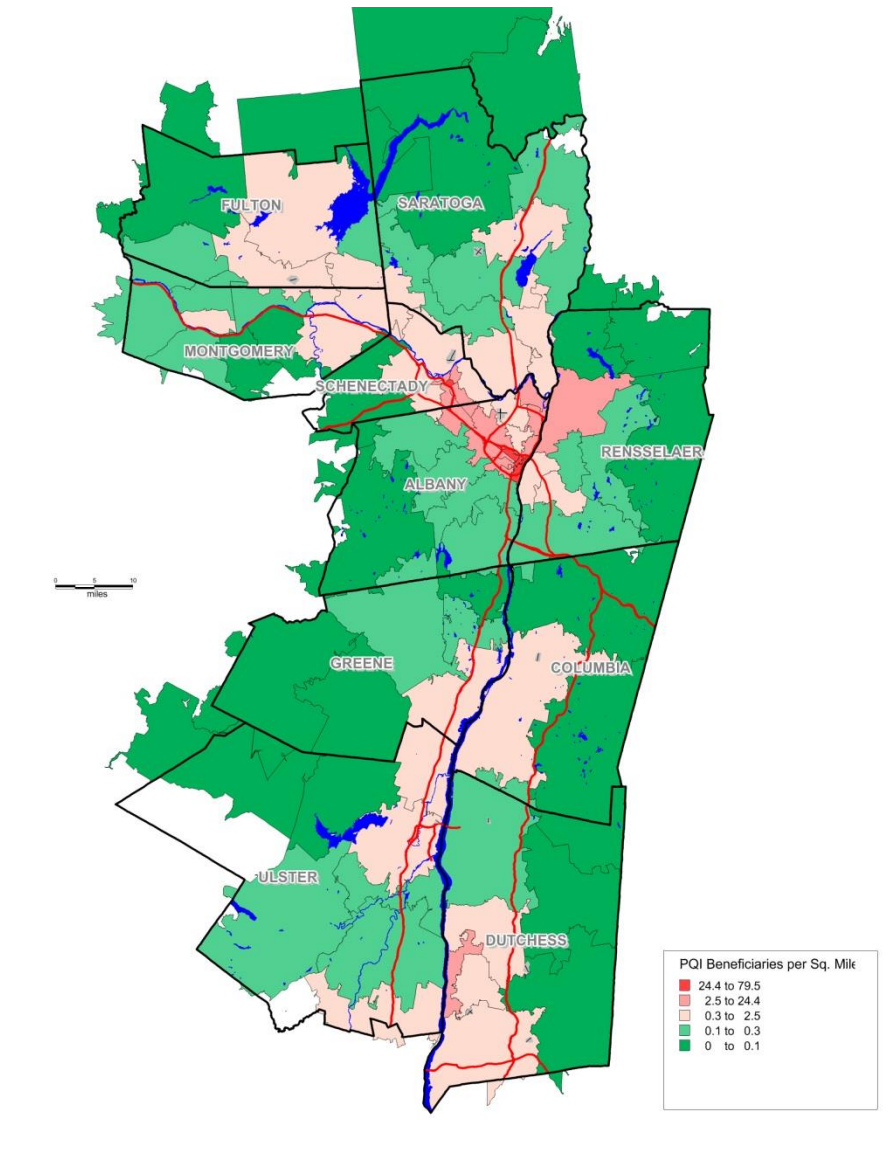 FULTON
SARATOGA
MONTGOMERY
SCHENECTADY
RENSSELAER
ALBANY
0 5 10
miles
GREENE
COLUMBIA
ULSTER
DUTCHESS
PQI Beneficiaries per Sq. Mile
24.4 to 79.5
2.5 to 24.4
0.3 to 2.5
0.1 to 0.3
0 to 0.1